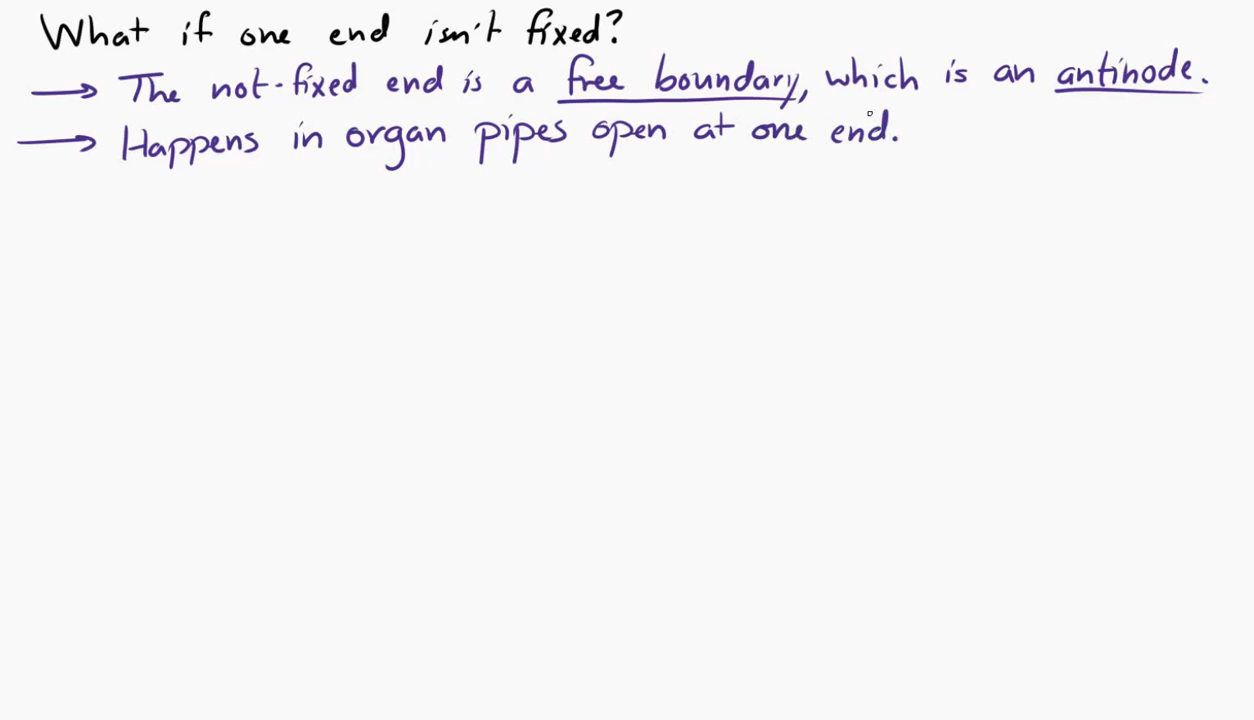 What if one end isn't fixed?
→ The not-fixed end is a free boundary, which is an antinode.
→ Happens in organ pipes open at one end.